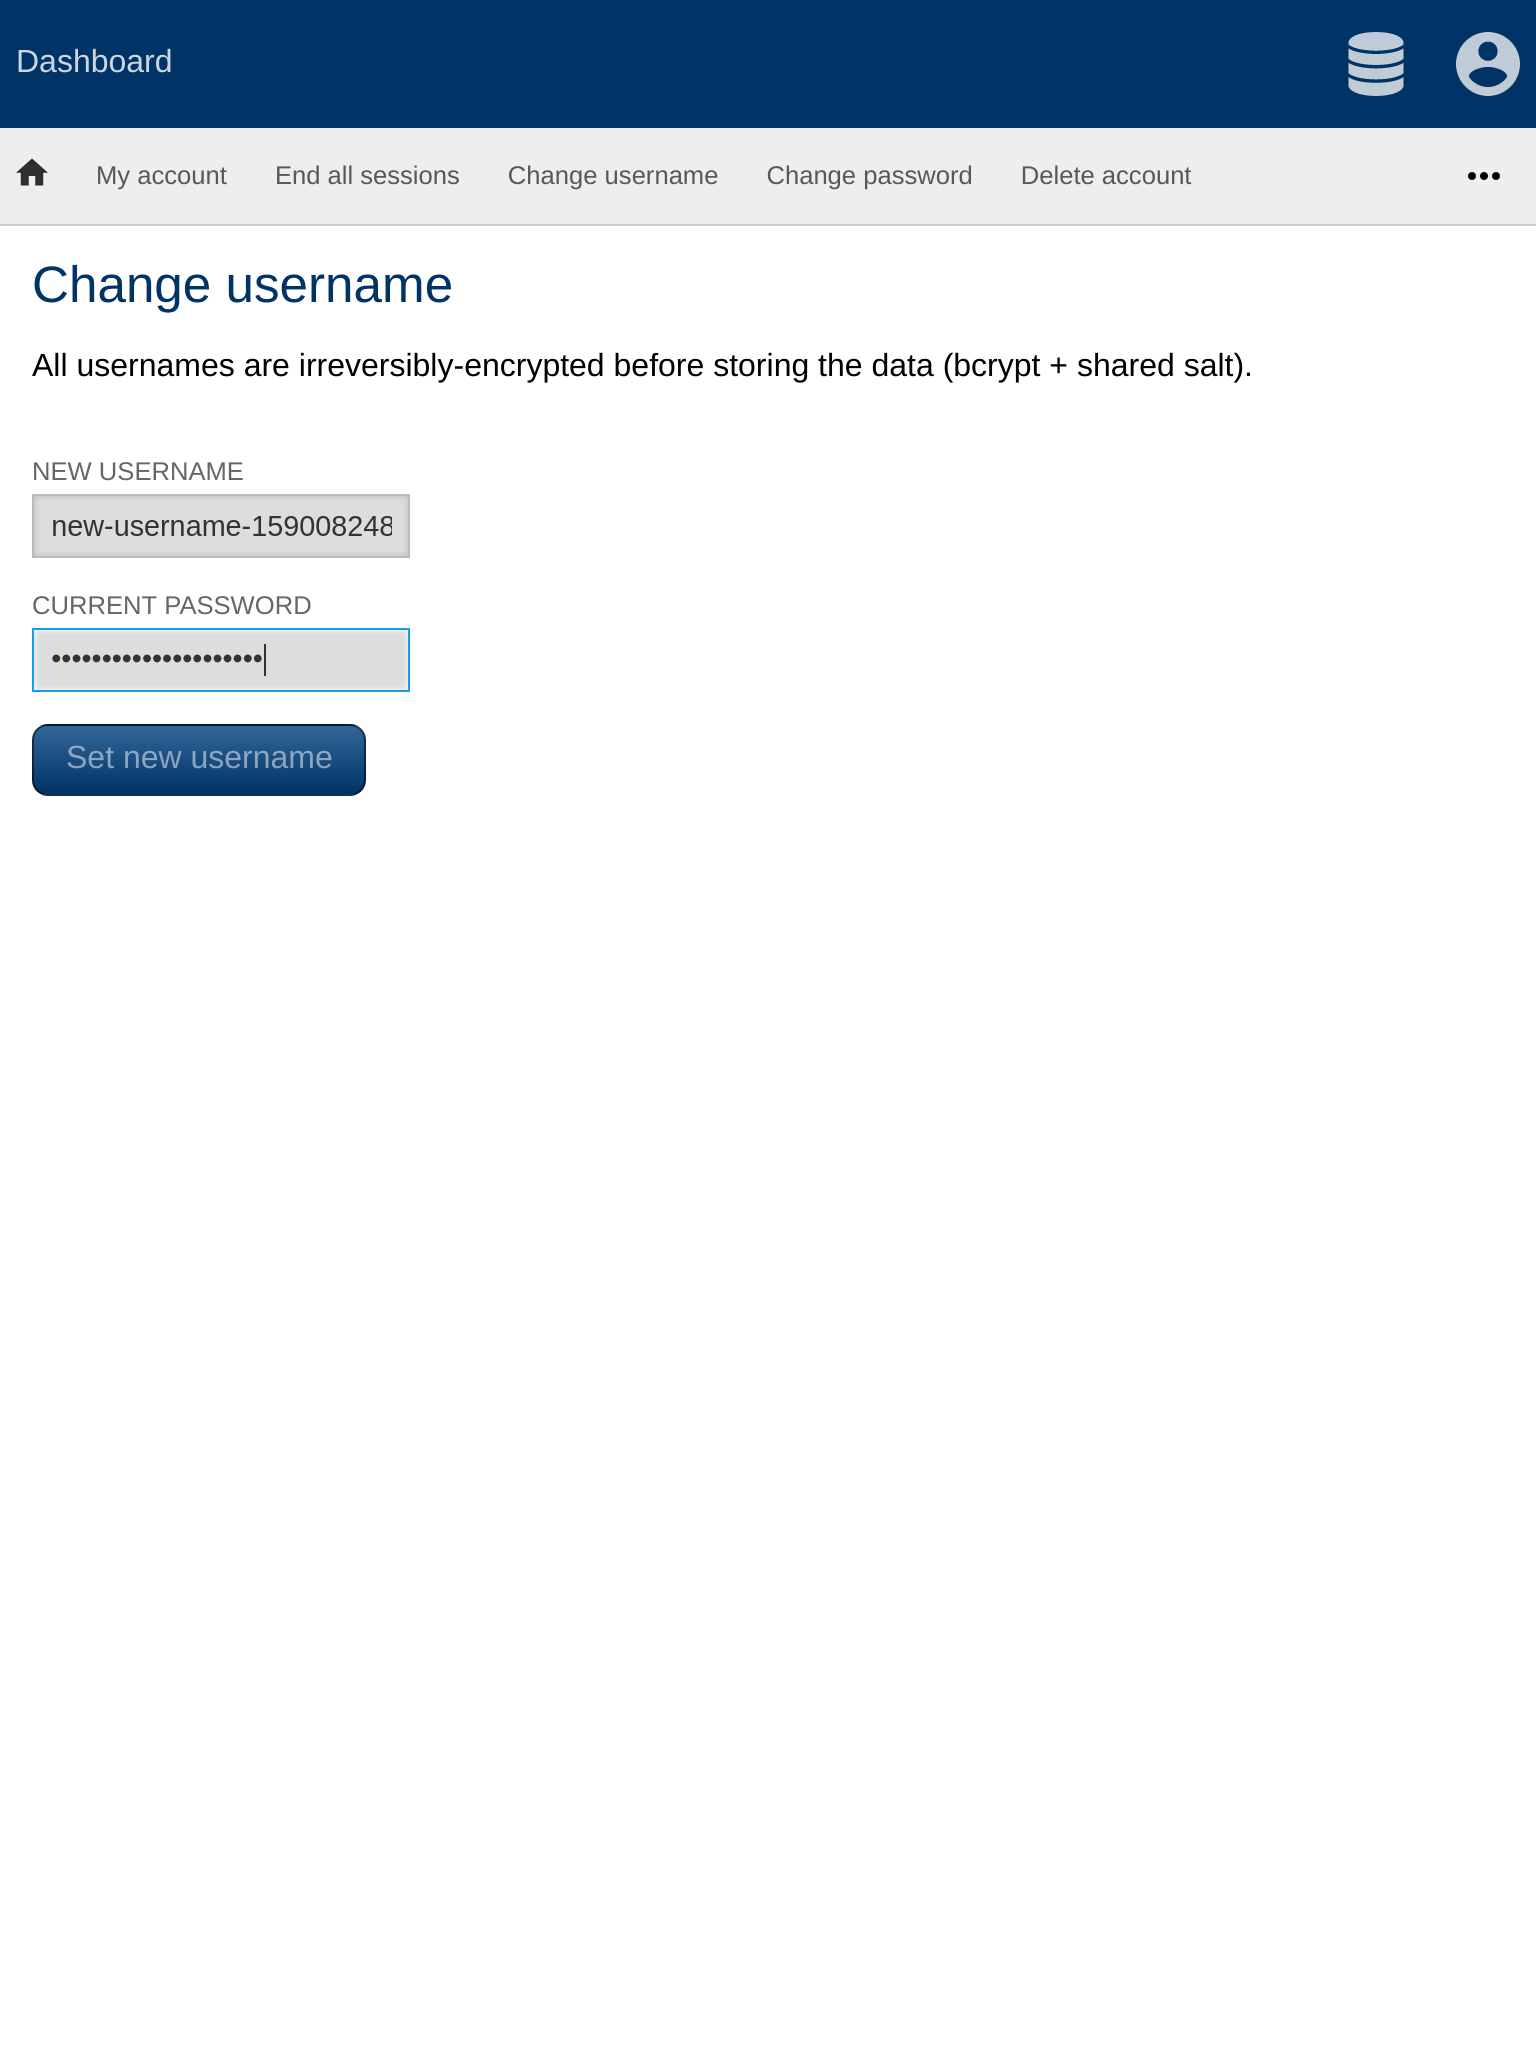 Dashboard
My account End all sessions Change username Change password Delete account
Change username
All usernames are irreversibly-encrypted before storing the data (bcrypt + shared salt).
NEW USERNAME
new-username-159008248
CURRENT PASSWORD
•••••••••••••••••••••
Set new username